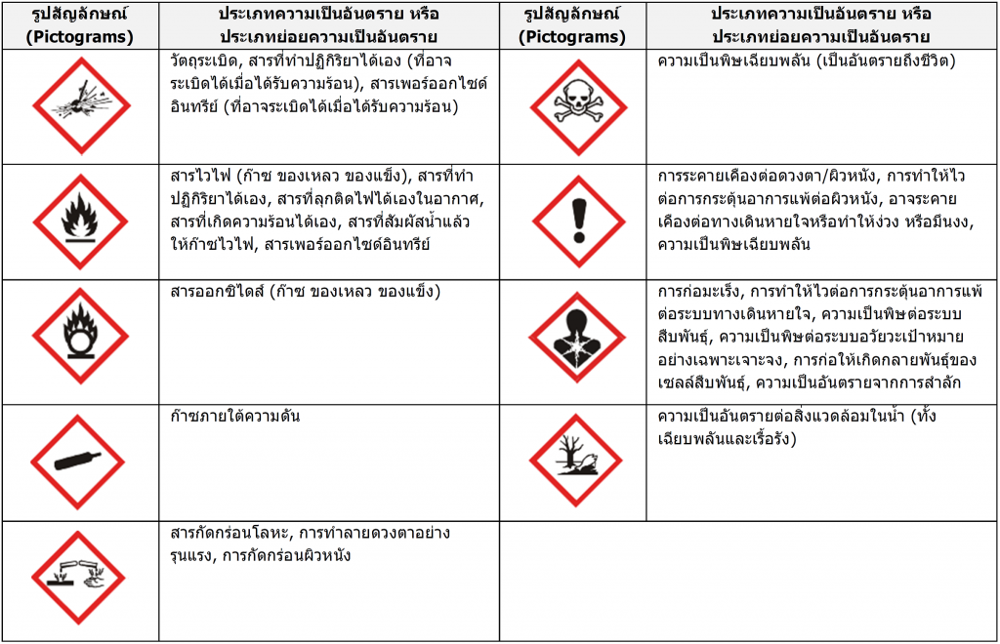 รูปสัญลักษณ์
(Pictograms)
ประเภทความเป็นอันตราย หรือ
ประเภทย่อยความเป็นอันตราย
รูปสัญลักษณ์
(Pictograms)
ประเภทความเป็นอันตราย หรือ
ประเภทย่อยความเป็นอันตราย
วัตถุระเบิด, สารที่ทำปฏิกิริยาได้เอง (ที่อาจ
ระเบิดได้เมื่อได้รับความร้อน), สารเพอร์ออกไซด์
อินทรีย์ (ที่อาจระเบิดได้เมื่อได้รับความร้อน)
ความเป็นพิษเฉียบพลัน (เป็นอันตรายถึงชีวิต)
สารไวไฟ (ก๊าซ ของเหลว ของแข็ง), สารที่ทำ
ปฏิกิริยาได้เอง, สารที่ลุกติดไฟได้เองในอากาศ,
สารที่เกิดความร้อนได้เอง, สารที่สัมผัสน้ำแล้ว
ให้ก๊าซไวไฟ, สารเพอร์ออกไซด์อินทรีย์
การระคายเคืองต่อดวงตา/ผิวหนัง, การทำให้ไว
ต่อการกระตุ้นอาการแพ้ต่อผิวหนัง, อาจระคาย
เคืองต่อทางเดินหายใจหรือทำให้ง่วง หรือมึนงง,
ความเป็นพิษเฉียบพลัน
สารออกซิไดส์ (ก๊าซ ของเหลว ของแข็ง)
การก่อมะเร็ง, การทำให้ไวต่อการกระตุ้นอาการแพ้
ต่อระบบทางเดินหายใจ, ความเป็นพิษต่อระบบ
สืบพันธุ์, ความเป็นพิษต่อระบบอวัยวะเป้าหมาย
อย่างเฉพาะเจาะจง, การก่อให้เกิดกลายพันธุ์ของ
เซลล์สืบพันธุ์, ความเป็นอันตรายจากการสำลัก
ก๊าซภายใต้ความดัน
ความเป็นอันตรายต่อสิ่งแวดล้อมในน้ำ (ทั้ง
เฉียบพลันและเรื้อรัง)
สารกัดกร่อนโลหะ, การทำลายดวงตาอย่าง
รุนแรง, การกัดกร่อนผิวหนัง